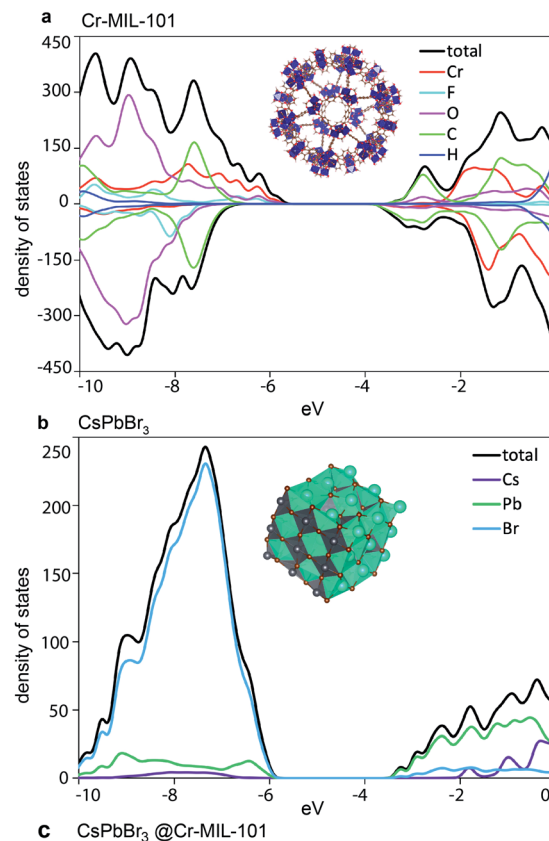 a Cr-MIL-101
450
300
150
0
-150
-300
-450
density of states
total
Cr
F
O
C
H
-10 -8 -6 -4 -2
eV
b CsPbBr₃
250
200
150
100
50
0
density of states
total
Cs
Pb
Br
-10 -8 -6 -4 -2 0
eV
c CsPbBr₃ @Cr-MIL-101